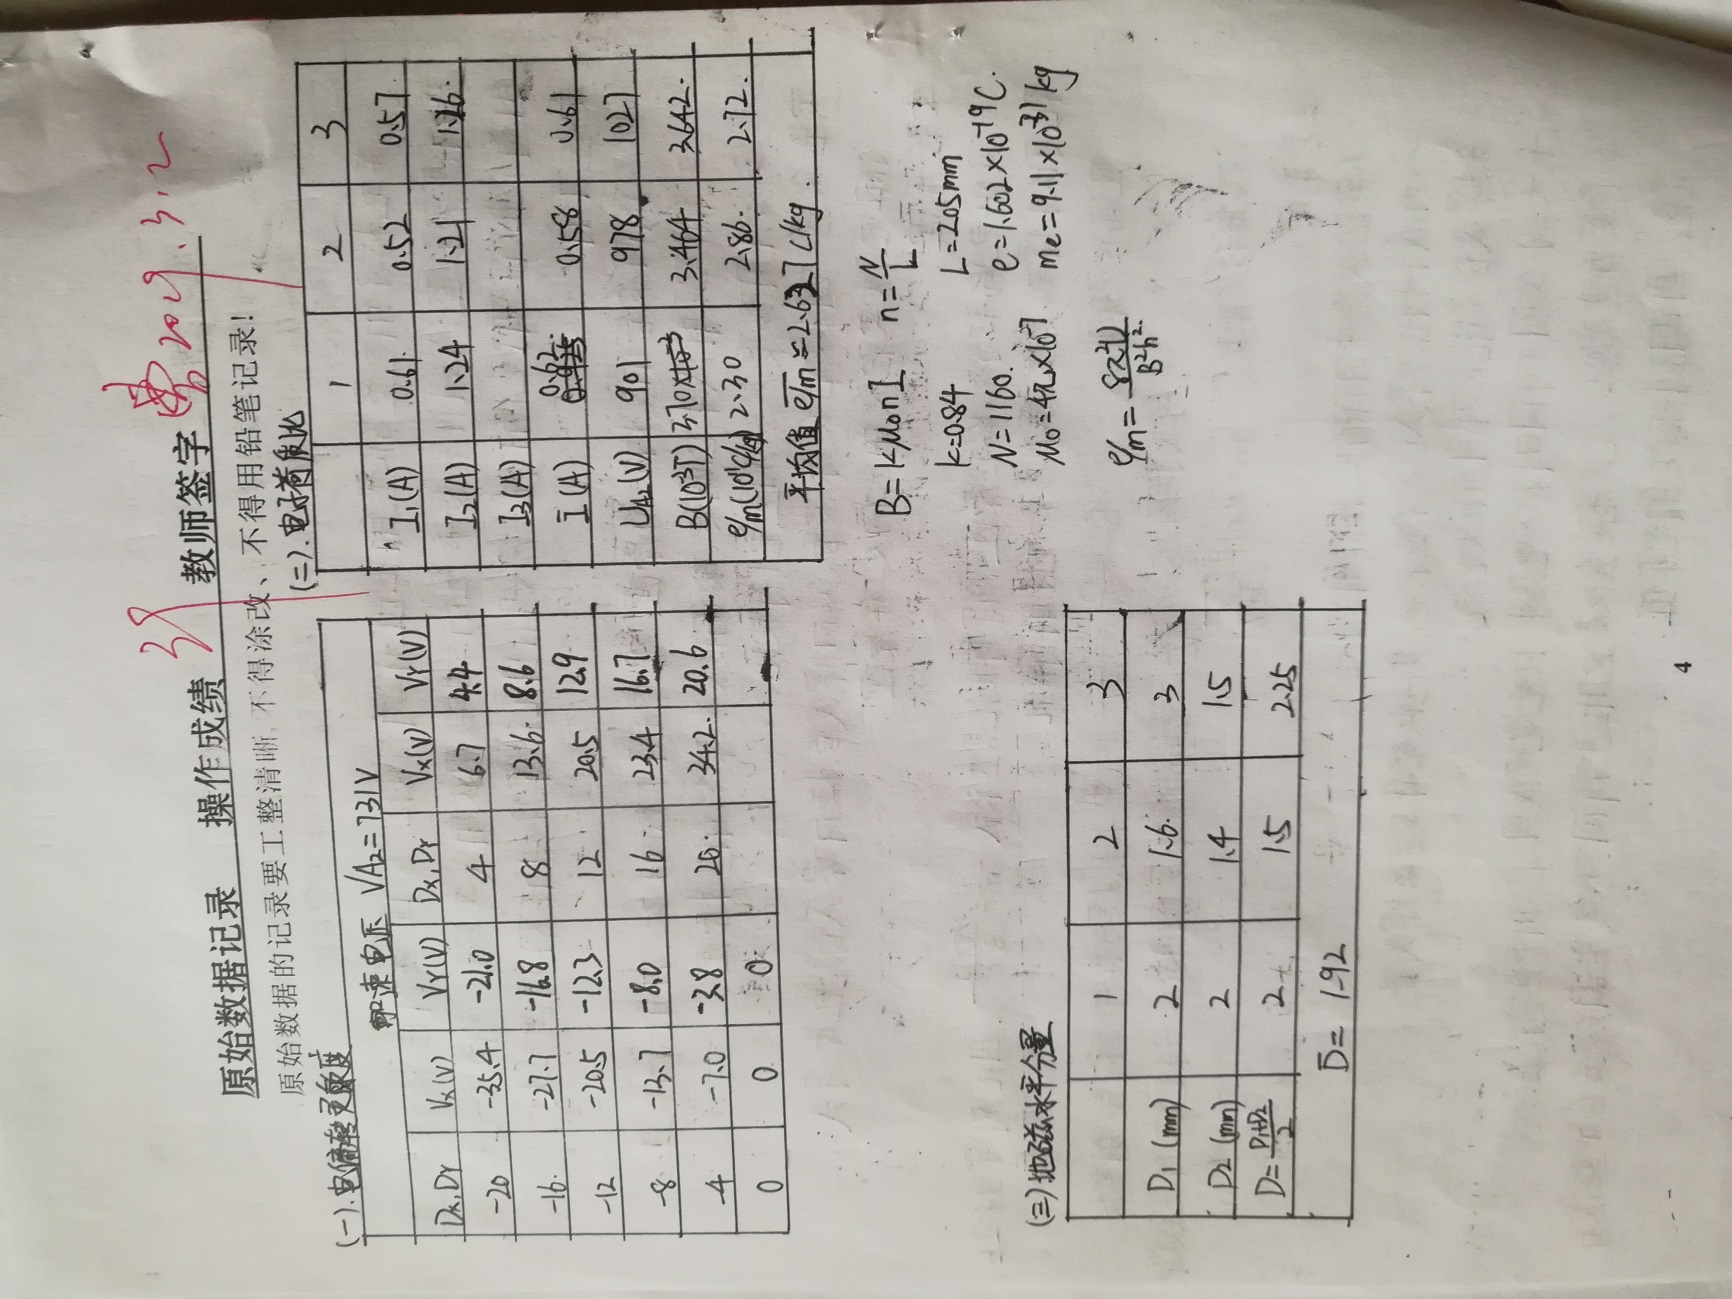 原始数据记录 操作成绩 教师签字
原始数据的记录要工整清晰,不得涂改、不得用铅笔记录!
(一).电偏转灵敏度
加速电压 VA2=731V
Dx,Dy Vx(V) Vy(V) Dx,Dy Vx(V) Vy(V)
-20 -35.4 -21.0 4 6.7 4.4
-16. -27.7 -16.8 8 13.6. 8.6
-12 -20.5 -12.3 12 20.5 12.9
-8 -13.7 -8.0 16 23.4 16.7
-4 -7.0 -3.8 20. 34.2. 20.6
0 0 0
(二).电子荷质比
1 2 3
I1(A) 0.61 0.52 0.57
I2(A) 1.24 1.21 1.26.
I3(A)
I(A) 0.62 0.58 0.61
UA2(V) 901 978 1027
B(10-3T) 3.70 3.464 3.642.
e/m(1011C/kg) 2.30 2.86. 2.72.
平均值 e/m=2.627 C/kg.
B=kμ0nI n=N/L
k=0.84 L=205mm
N=1160. e=1.602×10-19C.
μ0=4π×10-7 me=9.11×10-31kg
e/m=8π2U/B2h2
(三)地磁水平分量
1 2 3
D1(mm) 2 1.6. 3
D2(mm) 2 1.4 1.5
D=D1+D2/2 2 1.5 2.25
D=1.92
4